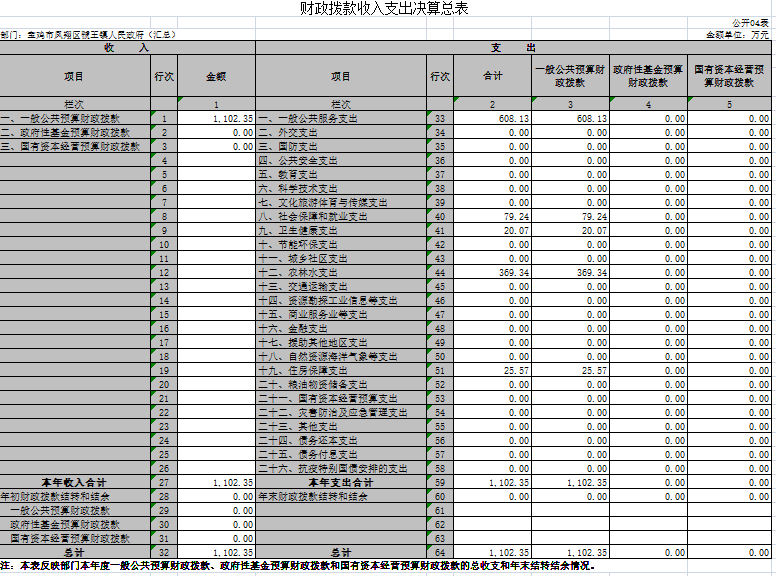 财政拨款收入支出决算总表
公开04表
部门：宝鸡市凤翔区虢王镇人民政府（汇总） 金额单位：万元
收 入 支 出
项目 行次 金额 项目 行次 合计 一般公共预算财政拨款 政府性基金预算财政拨款 国有资本经营预算财政拨款
栏次 1 栏次 2 3 4 5
一、一般公共预算财政拨款 1 1,102.35 一、一般公共服务支出 33 608.13 608.13 0.00 0.00
二、政府性基金预算财政拨款 2 0.00 二、外交支出 34 0.00 0.00 0.00 0.00
三、国有资本经营预算财政拨款 3 0.00 三、国防支出 35 0.00 0.00 0.00 0.00
4 四、公共安全支出 36 0.00 0.00 0.00 0.00
5 五、教育支出 37 0.00 0.00 0.00 0.00
6 六、科学技术支出 38 0.00 0.00 0.00 0.00
7 七、文化旅游体育与传媒支出 39 0.00 0.00 0.00 0.00
8 八、社会保障和就业支出 40 79.24 79.24 0.00 0.00
9 九、卫生健康支出 41 20.07 20.07 0.00 0.00
10 十、节能环保支出 42 0.00 0.00 0.00 0.00
11 十一、城乡社区支出 43 0.00 0.00 0.00 0.00
12 十二、农林水支出 44 369.34 369.34 0.00 0.00
13 十三、交通运输支出 45 0.00 0.00 0.00 0.00
14 十四、资源勘探工业信息等支出 46 0.00 0.00 0.00 0.00
15 十五、商业服务业等支出 47 0.00 0.00 0.00 0.00
16 十六、金融支出 48 0.00 0.00 0.00 0.00
17 十七、援助其他地区支出 49 0.00 0.00 0.00 0.00
18 十八、自然资源海洋气象等支出 50 0.00 0.00 0.00 0.00
19 十九、住房保障支出 51 25.57 25.57 0.00 0.00
20 二十、粮油物资储备支出 52 0.00 0.00 0.00 0.00
21 二十一、国有资本经营预算支出 53 0.00 0.00 0.00 0.00
22 二十二、灾害防治及应急管理支出 54 0.00 0.00 0.00 0.00
23 二十三、其他支出 55 0.00 0.00 0.00 0.00
24 二十四、债务还本支出 56 0.00 0.00 0.00 0.00
25 二十五、债务付息支出 57 0.00 0.00 0.00 0.00
26 二十六、抗疫特别国债安排的支出 58 0.00 0.00 0.00 0.00
本年收入合计 27 1,102.35 本年支出合计 59 1,102.35 1,102.35 0.00 0.00
年初财政拨款结转和结余 28 0.00 年末财政拨款结转和结余 60 0.00 0.00 0.00 0.00
一般公共预算财政拨款 29 0.00 61
政府性基金预算财政拨款 30 0.00 62
国有资本经营预算财政拨款 31 0.00 63
总计 32 1,102.35 总计 64 1,102.35 1,102.35 0.00 0.00
注：本表反映部门本年度一般公共预算财政拨款、政府性基金预算财政拨款和国有资本经营预算财政拨款的总收支和年末结转结余情况。